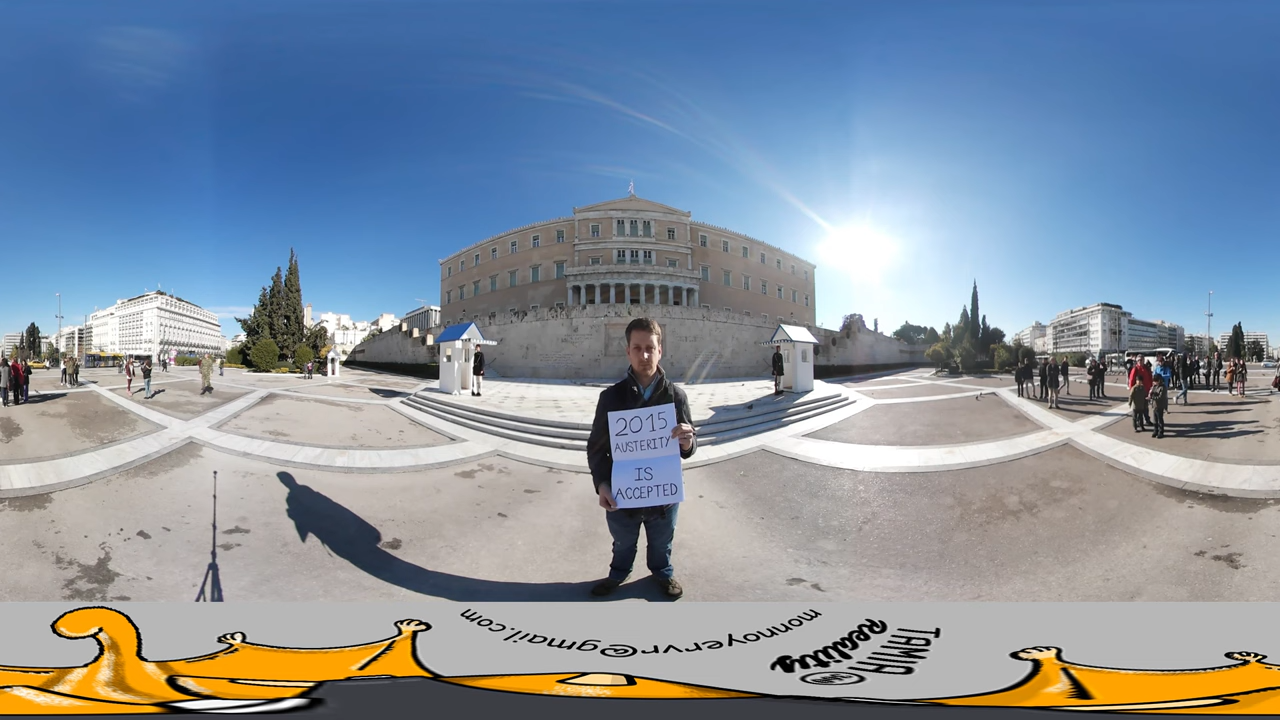 2015
AUSTERITY
IS
ACCEPTED
monnoyervr@gmail.com
TAMIA
Reality